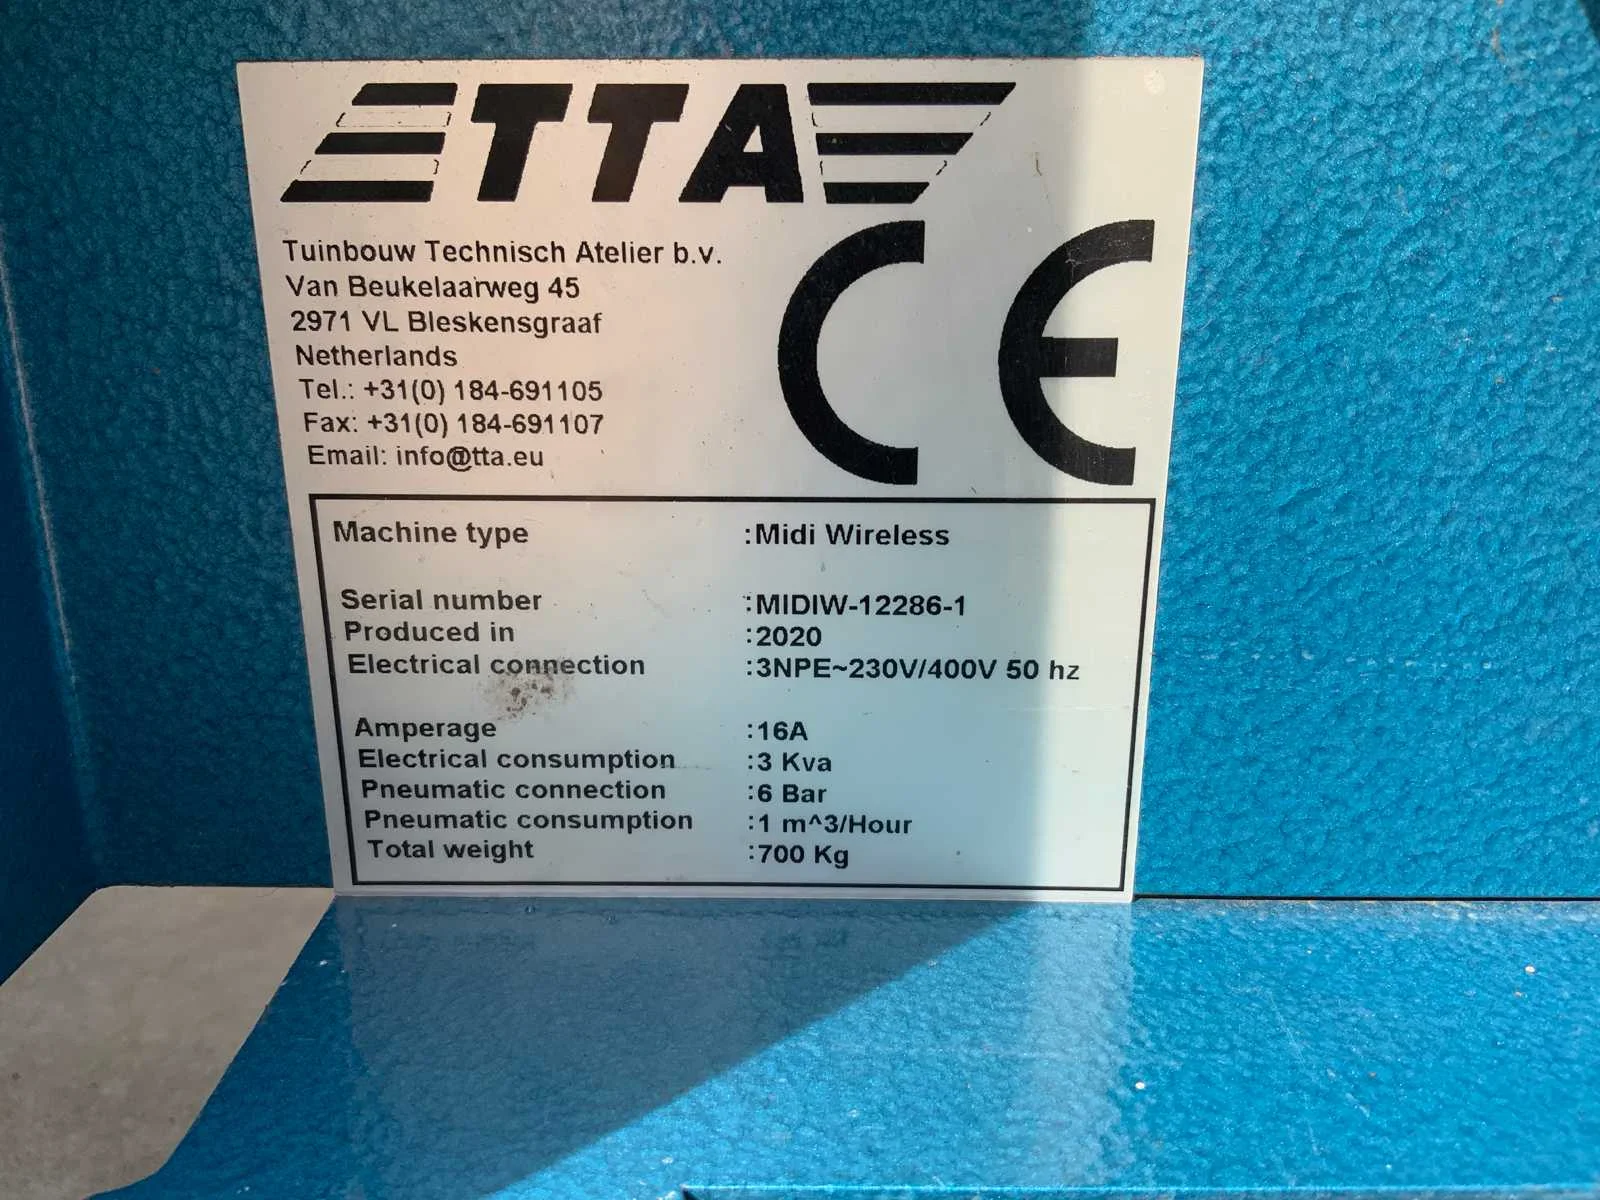 TTA
Tuinbouw Technisch Atelier b.v.
Van Beukelaarweg 45
2971 VL Bleskensgraaf
Netherlands
Tel.: +31(0) 184-691105
Fax: +31(0) 184-691107
Email: info@tta.eu
CE
Machine type :Midi Wireless
Serial number :MIDIW-12286-1
Produced in :2020
Electrical connection :3NPE~230V/400V 50 hz
Amperage :16A
Electrical consumption :3 Kva
Pneumatic connection :6 Bar
Pneumatic consumption :1 m^3/Hour
Total weight :700 Kg